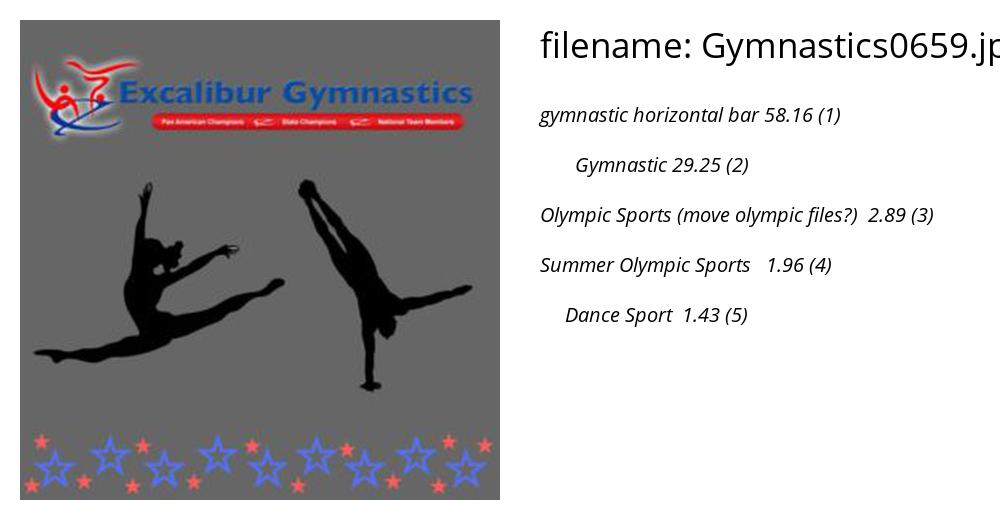 Excalibur Gymnastics
Pan American Champions State Champions National Team Members
filename: Gymnastics0659.jp
gymnastic horizontal bar 58.16 (1)
Gymnastic 29.25 (2)
Olympic Sports (move olympic files?) 2.89 (3)
Summer Olympic Sports 1.96 (4)
Dance Sport 1.43 (5)